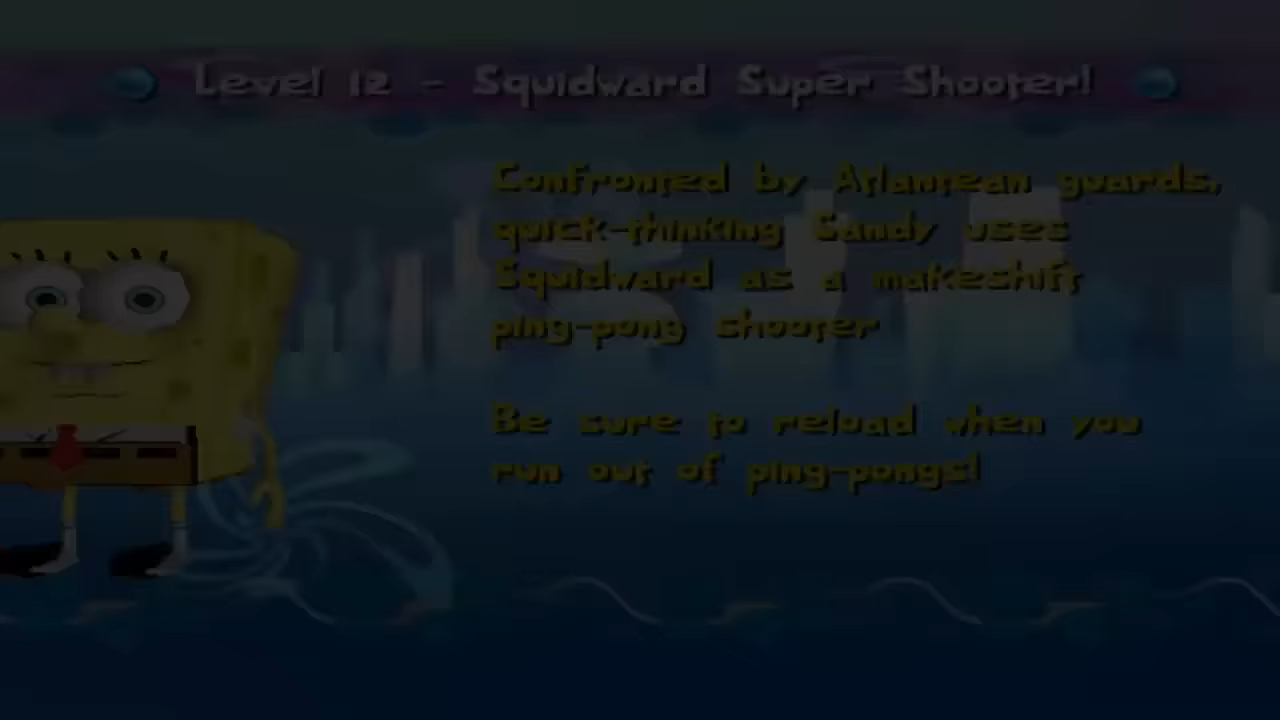 Level 12 - Squidward Super Shooter!
Confronted by Atlantean guards,
quick-thinking Sandy uses
Squidward as a makeshift
ping-pong shooter
Be sure to reload when you
run out of ping-pongs!